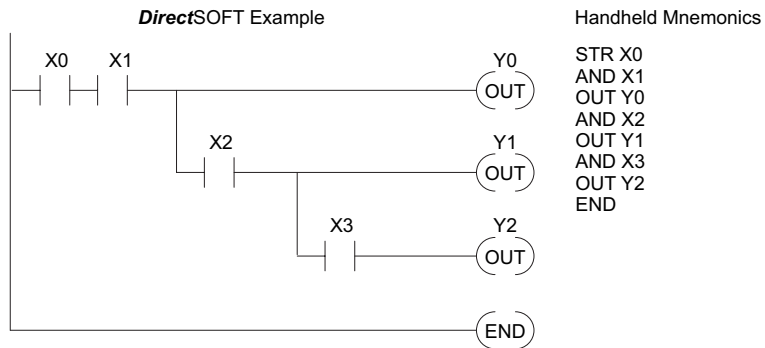 DirectSOFT Example
X0 X1 Y0
OUT
X2 Y1
OUT
X3 Y2
OUT
END
Handheld Mnemonics
STR X0
AND X1
OUT Y0
AND X2
OUT Y1
AND X3
OUT Y2
END